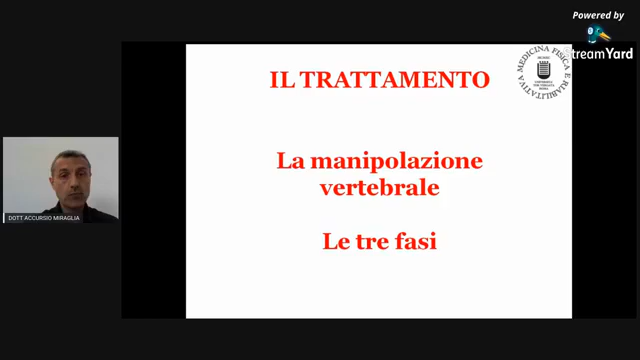 Powered by
StreamYard
IL TRATTAMENTO
MEDICINA FISICA E RIABILITATIVA
La manipolazione
vertebrale
Le tre fasi
DOTT ACCURSIO MIRAGLIA